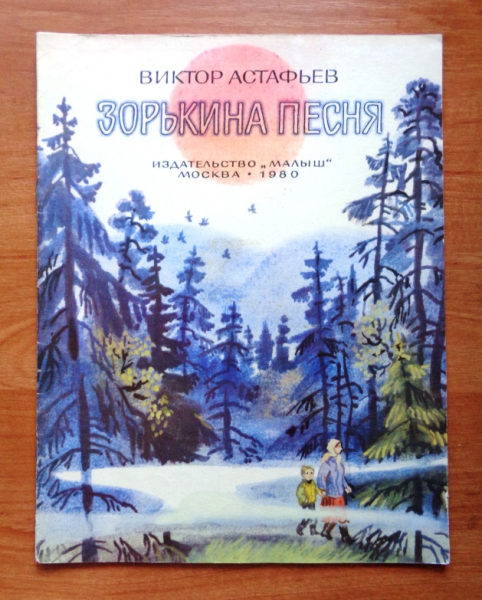 ВИКТОР АСТАФЬЕВ
ЗОРЬКИНА ПЕСНЯ
ИЗДАТЕЛЬСТВО „МАЛЫШ"
МОСКВА • 1980